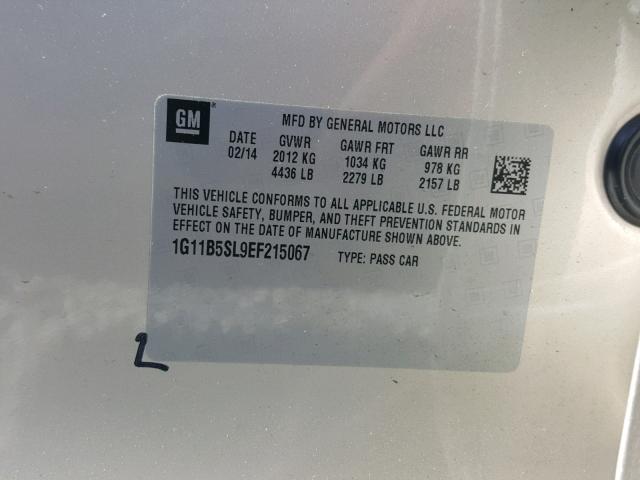 GM
MFD BY GENERAL MOTORS LLC
DATE GVWR GAWR FRT GAWR RR
02/14 2012 KG 1034 KG 978 KG
4436 LB 2279 LB 2157 LB
THIS VEHICLE CONFORMS TO ALL APPLICABLE U.S. FEDERAL MOTOR
VEHICLE SAFETY, BUMPER, AND THEFT PREVENTION STANDARDS
IN EFFECT ON THE DATE OF MANUFACTURE SHOWN ABOVE.
1G11B5SL9EF215067 TYPE: PASS CAR